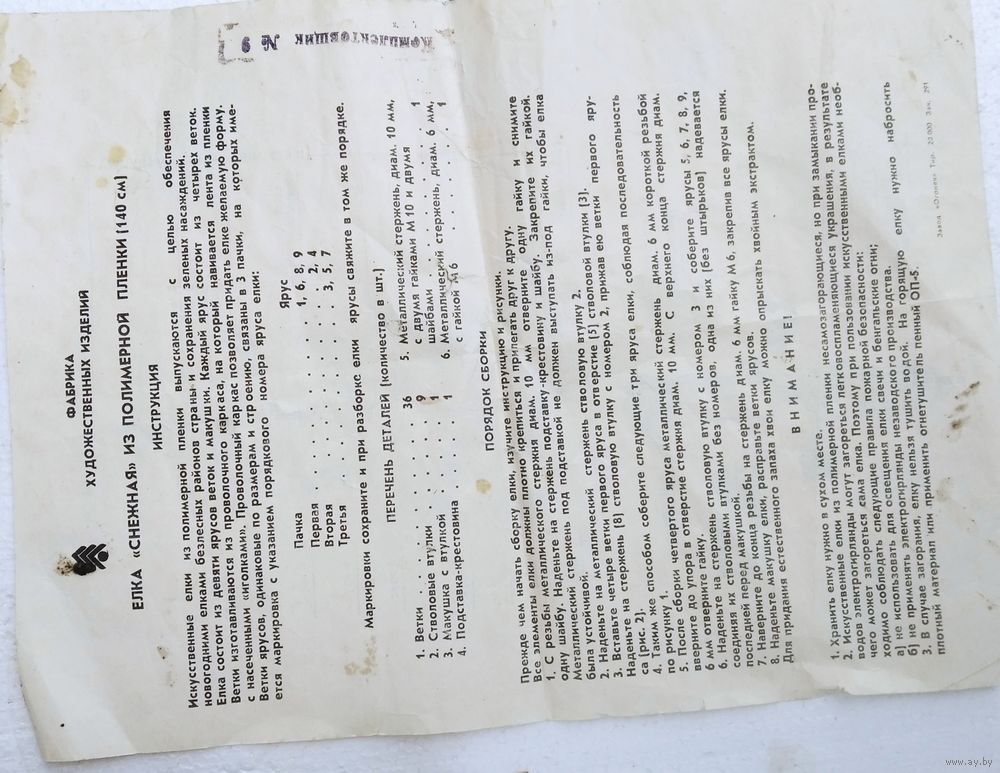 Комплектовщик № 9
ФАБРИКА
ХУДОЖЕСТВЕННЫХ ИЗДЕЛИЙ
ЕЛКА «СНЕЖНАЯ» ИЗ ПОЛИМЕРНОЙ ПЛЕНКИ (140 см)
ИНСТРУКЦИЯ
Искусственные елки из полимерной пленки выпускаются с целью обеспечения
новогодними елками безлесных районов страны и сохранения зеленых насаждений.
Елка состоит из девяти ярусов веток и макушки. Каждый ярус состоит из четырех веток.
Ветки изготавливаются из проволочного каркаса, на который навивается лента из пленки
с насеченными «иголками». Проволочный каркас позволяет придать елке желаемую форму.
Ветки ярусов, одинаковые по размерам и строению, связаны в 3 пачки, на которых име-
ется маркировка с указанием порядкового номера яруса елки:
Пачка Ярус
Первая . . . . . . . . . 1, 6, 8, 9
Вторая . . . . . . . . . 2, 4
Третья . . . . . . . . . 3, 5, 7
Маркировки сохраните и при разборке елки ярусы свяжите в том же порядке.
ПЕРЕЧЕНЬ ДЕТАЛЕЙ (количество в шт.)
1. Ветки . . . . . . . 36
2. Стволовые втулки . . . . 9
3. Макушка с втулкой . . . . 1
4. Подставка-крестовина . . . 1
5. Металлический стержень, диам. 10 мм,
с двумя гайками М 10 и двумя
шайбами . . . . . . . . 1
6. Металлический стержень, диам. 6 мм,
с гайкой М 6 . . . . . . . 1
ПОРЯДОК СБОРКИ
Прежде чем начать сборку елки, изучите инструкцию и рисунки.
Все элементы елки должны плотно крепиться и прилегать друг к другу.
1. С резьбы металлического стержня диам. 10 мм отверните одну гайку и снимите
одну шайбу. Наденьте на стержень подставку-крестовину и шайбу. Закрепите их гайкой.
Металлический стержень под подставкой не должен выступать из-под гайки, чтобы елка
была устойчивой.
2. Наденьте на металлический стержень стволовую втулку 2.
3. Вставьте четыре ветки первого яруса в отверстие (5) стволовой втулки (3).
Наденьте на стержень (8) стволовую втулку с номером 2, прижав ею ветки первого яру-
са (рис. 2).
4. Таким же способом соберите следующие три яруса елки, соблюдая последовательность
по рисунку 1.
5. После сборки четвертого яруса металлический стержень диам. 6 мм короткой резьбой
вверните до упора в отверстие стержня диам. 10 мм. С верхнего конца стержня диам.
6 мм отверните гайку.
6. Наденьте на стержень стволовую втулку с номером 3 и соберите ярусы 5, 6, 7, 8, 9,
соединяя их стволовыми втулками без номеров, одна из них (без штырьков) надевается
последней перед макушкой.
7. Наверните до конца резьбы на стержень диам. 6 мм гайку М 6, закрепив все ярусы елки.
8. Наденьте макушку елки, расправьте ветки ярусов.
Для придания естественного запаха хвои елку можно опрыскать хвойным экстрактом.
ВНИМАНИЕ!
1. Хранить елку нужно в сухом месте.
2. Искусственные елки из полимерной пленки несамозагорающиеся, но при замыкании про-
водов электрогирлянды могут загореться легковоспламеняющиеся украшения, в результате
чего может загореться сама елка. Поэтому при пользовании искусственными елками необ-
ходимо соблюдать следующие правила пожарной безопасности:
а) не использовать для освещения елки свечи и бенгальские огни;
б) не применять электрогирлянды незаводского производства.
3. В случае загорания, елку нельзя тушить водой. На горящую елку нужно набросить
плотный материал или применить огнетушитель пенный ОП-5.
Тир. 20.000 Зак. 291
www.ay.by